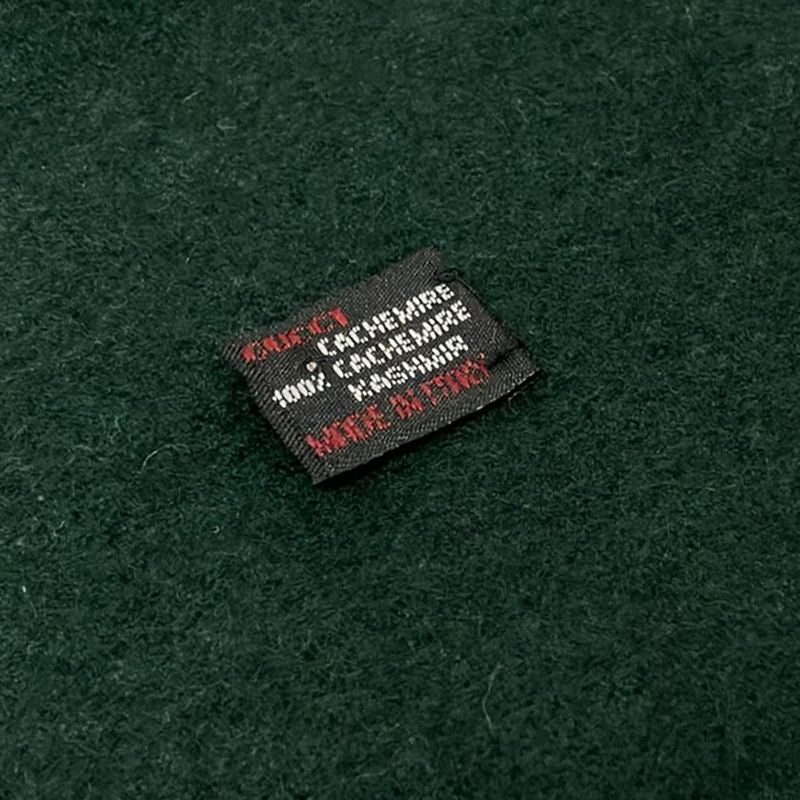 GUCCI
CACHEMIRE
100% CACHEMIRE
KASHMIR
MADE IN ITALY